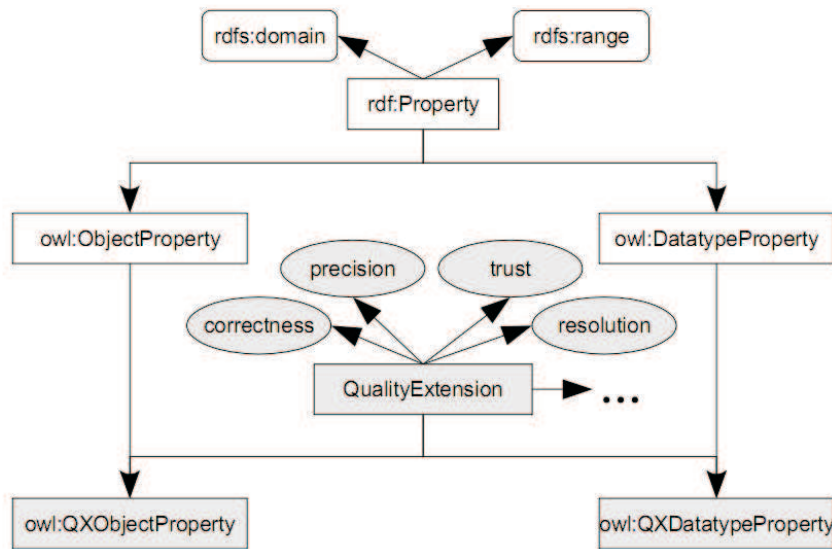 rdfs:domain
rdfs:range
rdf:Property
owl:ObjectProperty
owl:DatatypeProperty
precision
trust
correctness
resolution
QualityExtension
...
owl:QXObjectProperty
owl:QXDatatypeProperty